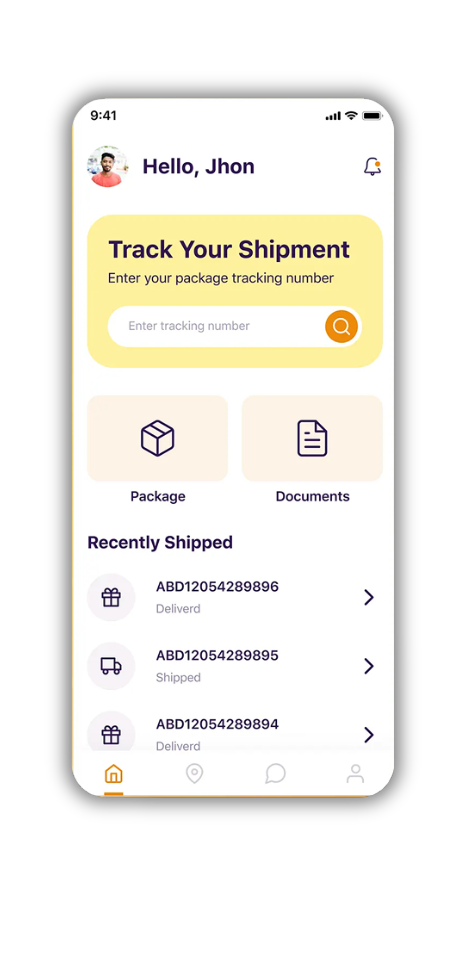 9:41
Hello, Jhon
Track Your Shipment
Enter your package tracking number
Enter tracking number
Package
Documents
Recently Shipped
ABD12054289896
Deliverd
ABD12054289895
Shipped
ABD12054289894
Deliverd